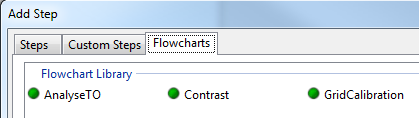 Add Step
Steps Custom Steps Flowcharts
Flowchart Library
AnalyseTO Contrast GridCalibration